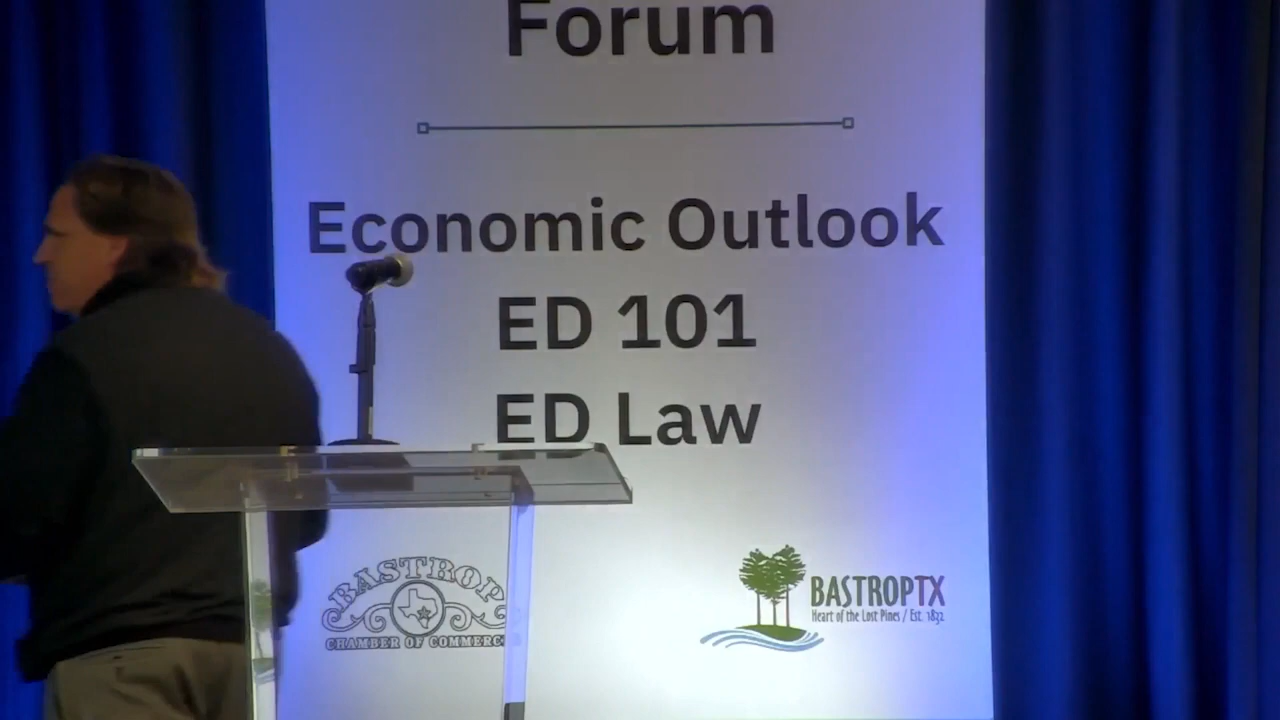 Forum
Economic Outlook
ED 101
ED Law
BASTROP
CHAMBER OF COMMERCE
BASTROPTX
Heart of the Lost Pines / Est. 1832